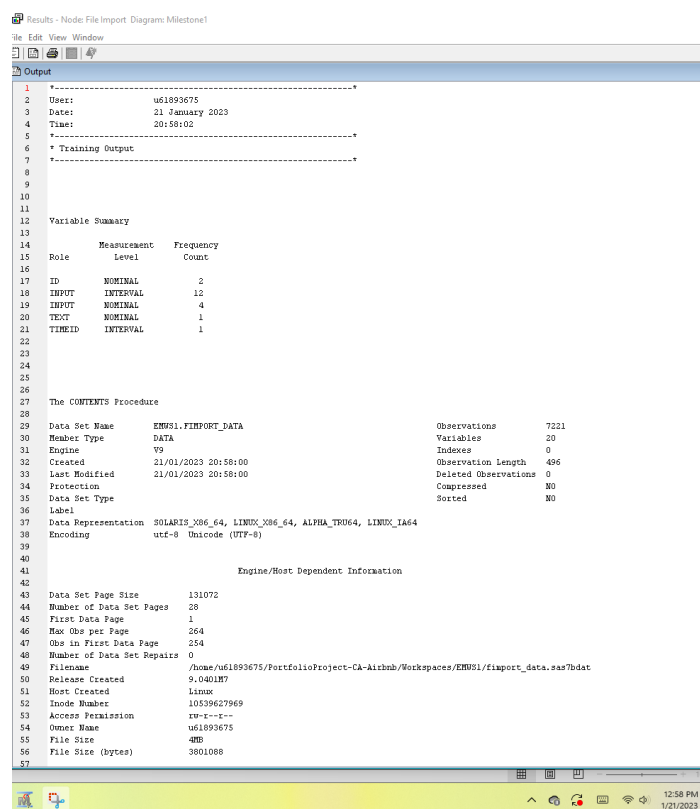 Results - Node: File Import  Diagram: Milestone1
File Edit View Window
Output
1 *------------------------------------------------------------*
2 User: u61893675
3 Date: 21 January 2023
4 Time: 20:58:02
5 *------------------------------------------------------------*
6 * Training Output
7 *------------------------------------------------------------*
8
9
10
11
12 Variable Summary
13
14 Measurement Frequency
15 Role Level Count
16
17 ID NOMINAL 2
18 INPUT INTERVAL 12
19 INPUT NOMINAL 4
20 TEXT NOMINAL 1
21 TIMEID INTERVAL 1
22
23
24
25
26
27 The CONTENTS Procedure
28
29 Data Set Name EMWS1.FIMPORT_DATA Observations 7221
30 Member Type DATA Variables 20
31 Engine V9 Indexes 0
32 Created 21/01/2023 20:58:00 Observation Length 496
33 Last Modified 21/01/2023 20:58:00 Deleted Observations 0
34 Protection Compressed NO
35 Data Set Type Sorted NO
36 Label
37 Data Representation SOLARIS_X86_64, LINUX_X86_64, ALPHA_TRU64, LINUX_IA64
38 Encoding utf-8 Unicode (UTF-8)
39
40
41 Engine/Host Dependent Information
42
43 Data Set Page Size 131072
44 Number of Data Set Pages 28
45 First Data Page 1
46 Max Obs per Page 264
47 Obs in First Data Page 254
48 Number of Data Set Repairs 0
49 Filename /home/u61893675/PortfolioProject-CA-Airbnb/Workspaces/EMWS1/fimport_data.sas7bdat
50 Release Created 9.0401M7
51 Host Created Linux
52 Inode Number 10539627969
53 Access Permission rw-r--r--
54 Owner Name u61893675
55 File Size 4MB
56 File Size (bytes) 3801088
57
12:58 PM
1/21/2023